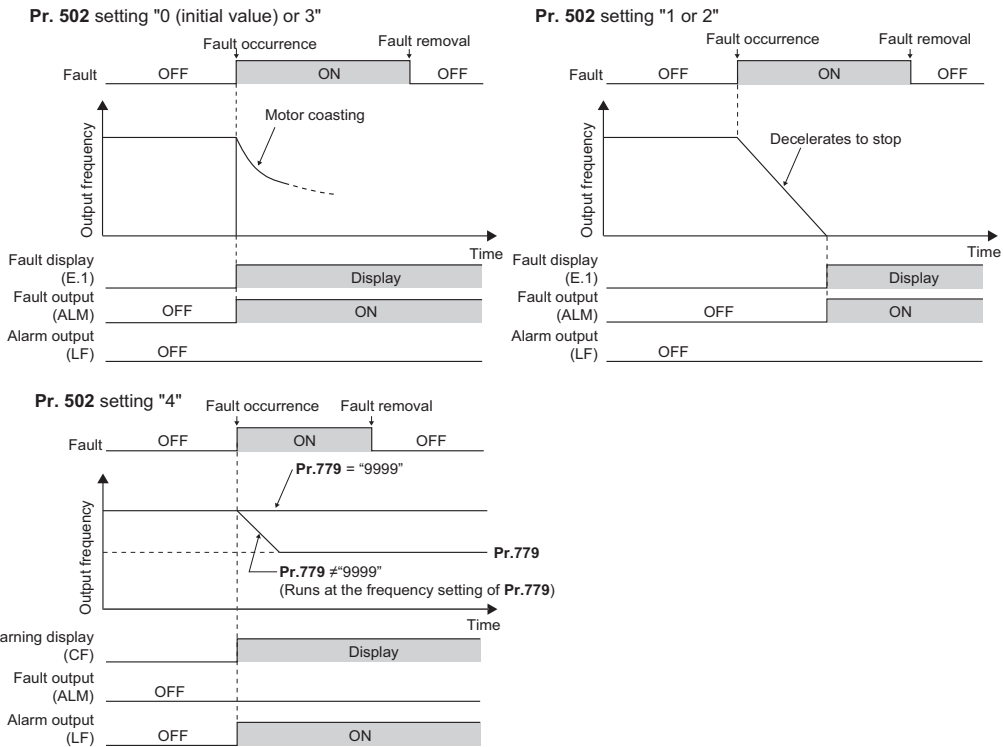 Pr. 502 setting "0 (initial value) or 3"
Fault occurrence
Fault removal
Fault
OFF
ON
OFF
Output frequency
Motor coasting
Time
Fault display
(E.1)
Display
Fault output
(ALM)
OFF
ON
Alarm output
(LF)
OFF
Pr. 502 setting "1 or 2"
Fault occurrence
Fault removal
Fault
OFF
ON
OFF
Output frequency
Decelerates to stop
Time
Fault display
(E.1)
Display
Fault output
(ALM)
OFF
ON
Alarm output
(LF)
OFF
Pr. 502 setting "4"
Fault occurrence
Fault removal
Fault
OFF
ON
OFF
Output frequency
Pr.779 = “9999”
Pr.779
Pr.779 ≠“9999”
(Runs at the frequency setting of Pr.779)
Time
arning display
(CF)
Display
Fault output
(ALM)
OFF
Alarm output
(LF)
OFF
ON